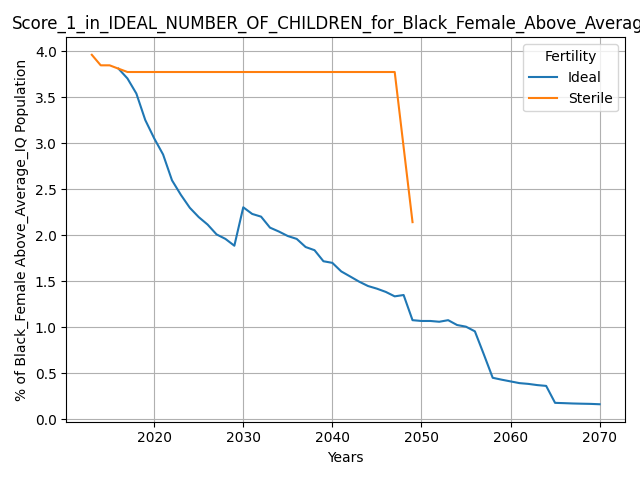 Score_1_in_IDEAL_NUMBER_OF_CHILDREN_for_Black_Female_Above_Averag
4.0
3.5
3.0
2.5
2.0
1.5
1.0
0.5
0.0
% of Black_Female Above_Average_IQ Population
Fertility
Ideal
Sterile
2020 2030 2040 2050 2060 2070
Years